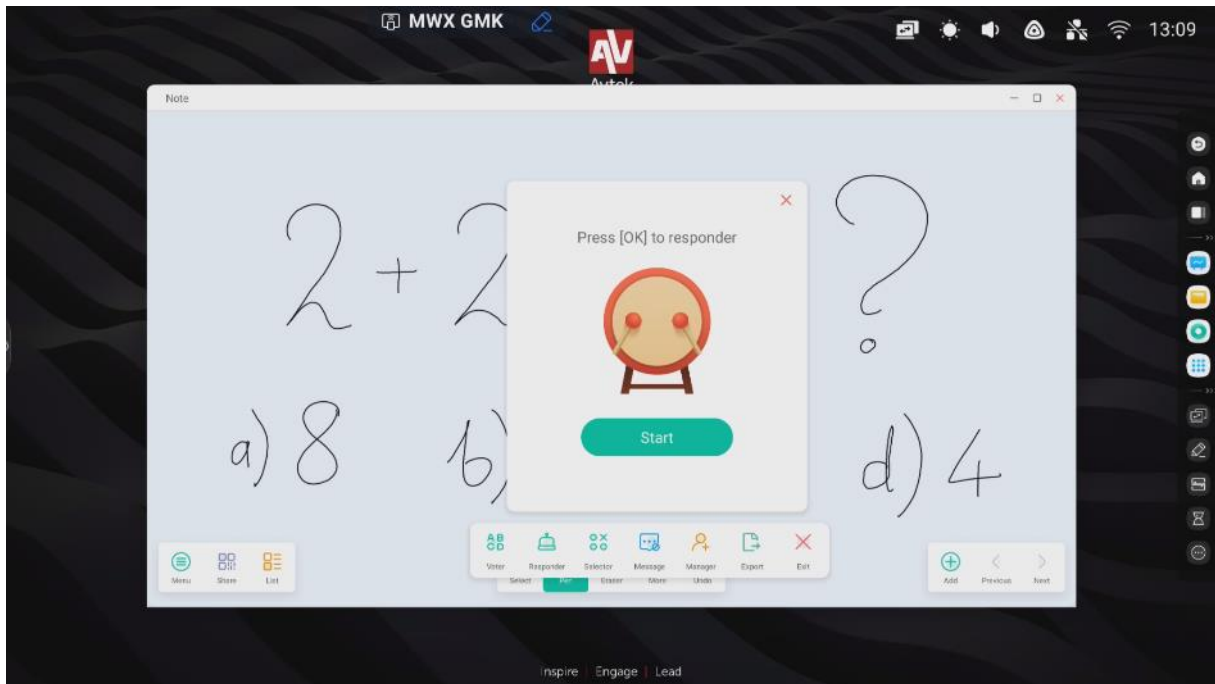 MWX GMK
13:09
AV
Avtek
Note
2 + 2 ?
Press [OK] to responder
Start
a) 8 b) d) 4
Voter Responder Selector Message Manager Export Exit
Menu Share List
Select Pen Eraser More Undo
Add Previous Next
Inspire | Engage | Lead